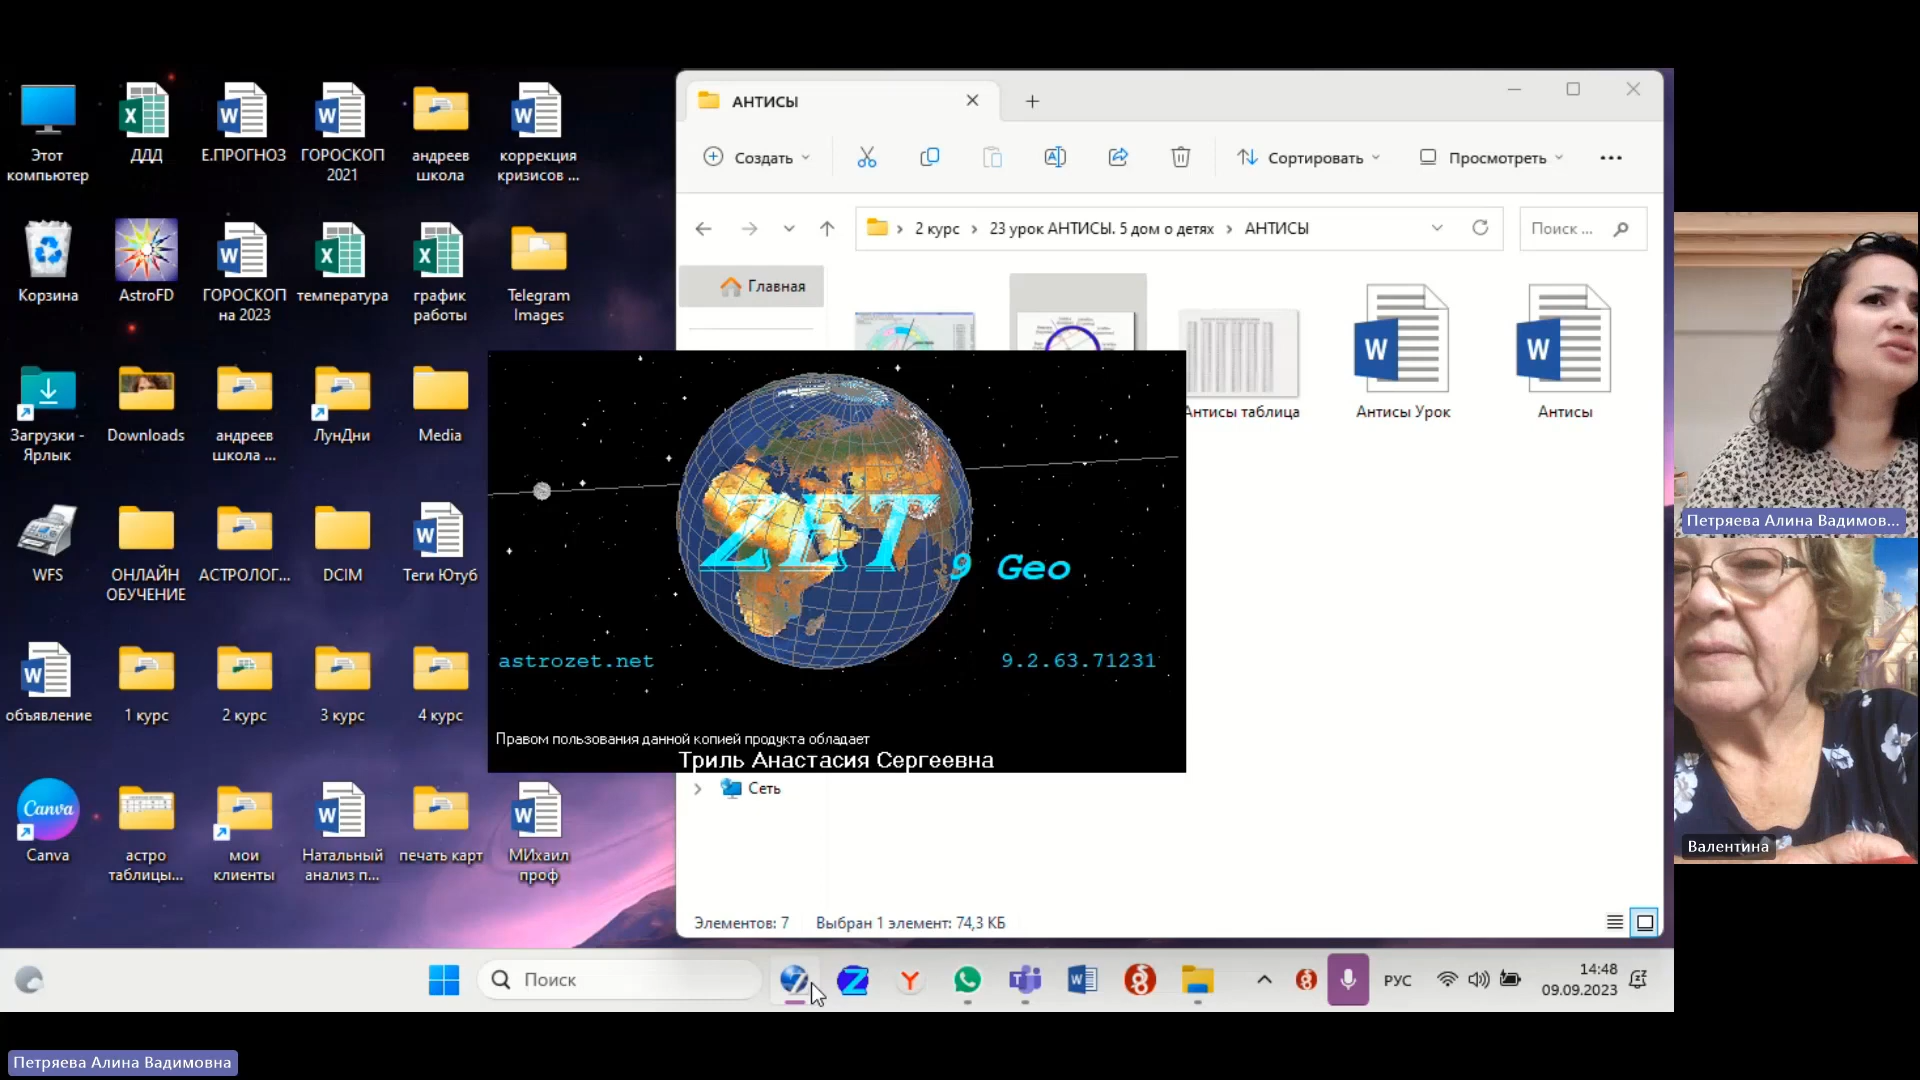 Этот компьютер
ДДД
Е.ПРОГНОЗ
ГОРОСКОП 2021
андреев школа
коррекция кризисов ...
Корзина
AstroFD
ГОРОСКОП на 2023
температура
график работы
Telegram Images
Загрузки - Ярлык
Downloads
андреев школа ...
ЛунДни
Media
WFS
ОНЛАЙН ОБУЧЕНИЕ
АСТРОЛОГ...
DCIM
Теги Ютуб
объявление
1 курс
2 курс
3 курс
4 курс
Canva
Canva
астро таблицы...
мои клиенты
Натальный анализ п...
печать карт
МИхаил проф
АНТИСЫ
Создать
Сортировать
Просмотреть
2 курс
23 урок АНТИСЫ. 5 дом о детях
АНТИСЫ
Поиск ...
Главная
Антисы таблица
Антисы Урок
Антисы
ZET 9 Geo
astrozet.net
9.2.63.71231
Правом пользования данной копией продукта обладает
Триль Анастасия Сергеевна
Сеть
Элементов: 7
Выбран 1 элемент: 74,3 КБ
Поиск
РУС
14:48
09.09.2023
Петряева Алина Вадимов...
Валентина
Петряева Алина Вадимовна